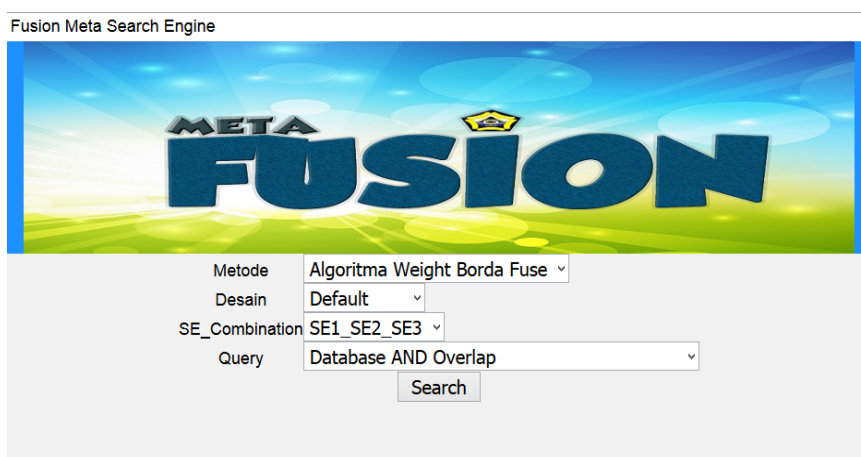 Fusion Meta Search Engine
META
FUSION
Metode Algoritma Weight Borda Fuse
Desain Default
SE_Combination SE1_SE2_SE3
Query Database AND Overlap
Search